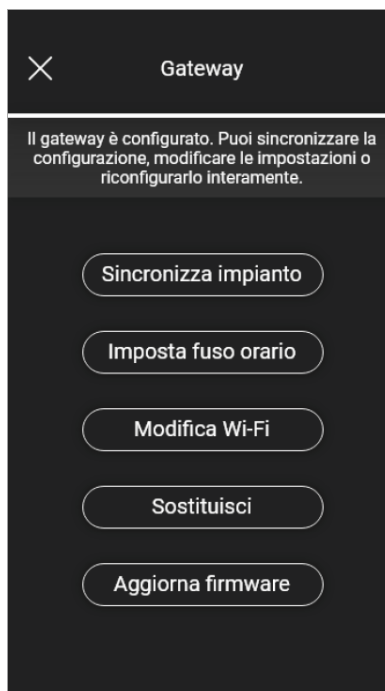 Gateway
Il gateway è configurato. Puoi sincronizzare la
configurazione, modificare le impostazioni o
riconfigurarlo interamente.
Sincronizza impianto
Imposta fuso orario
Modifica Wi-Fi
Sostituisci
Aggiorna firmware